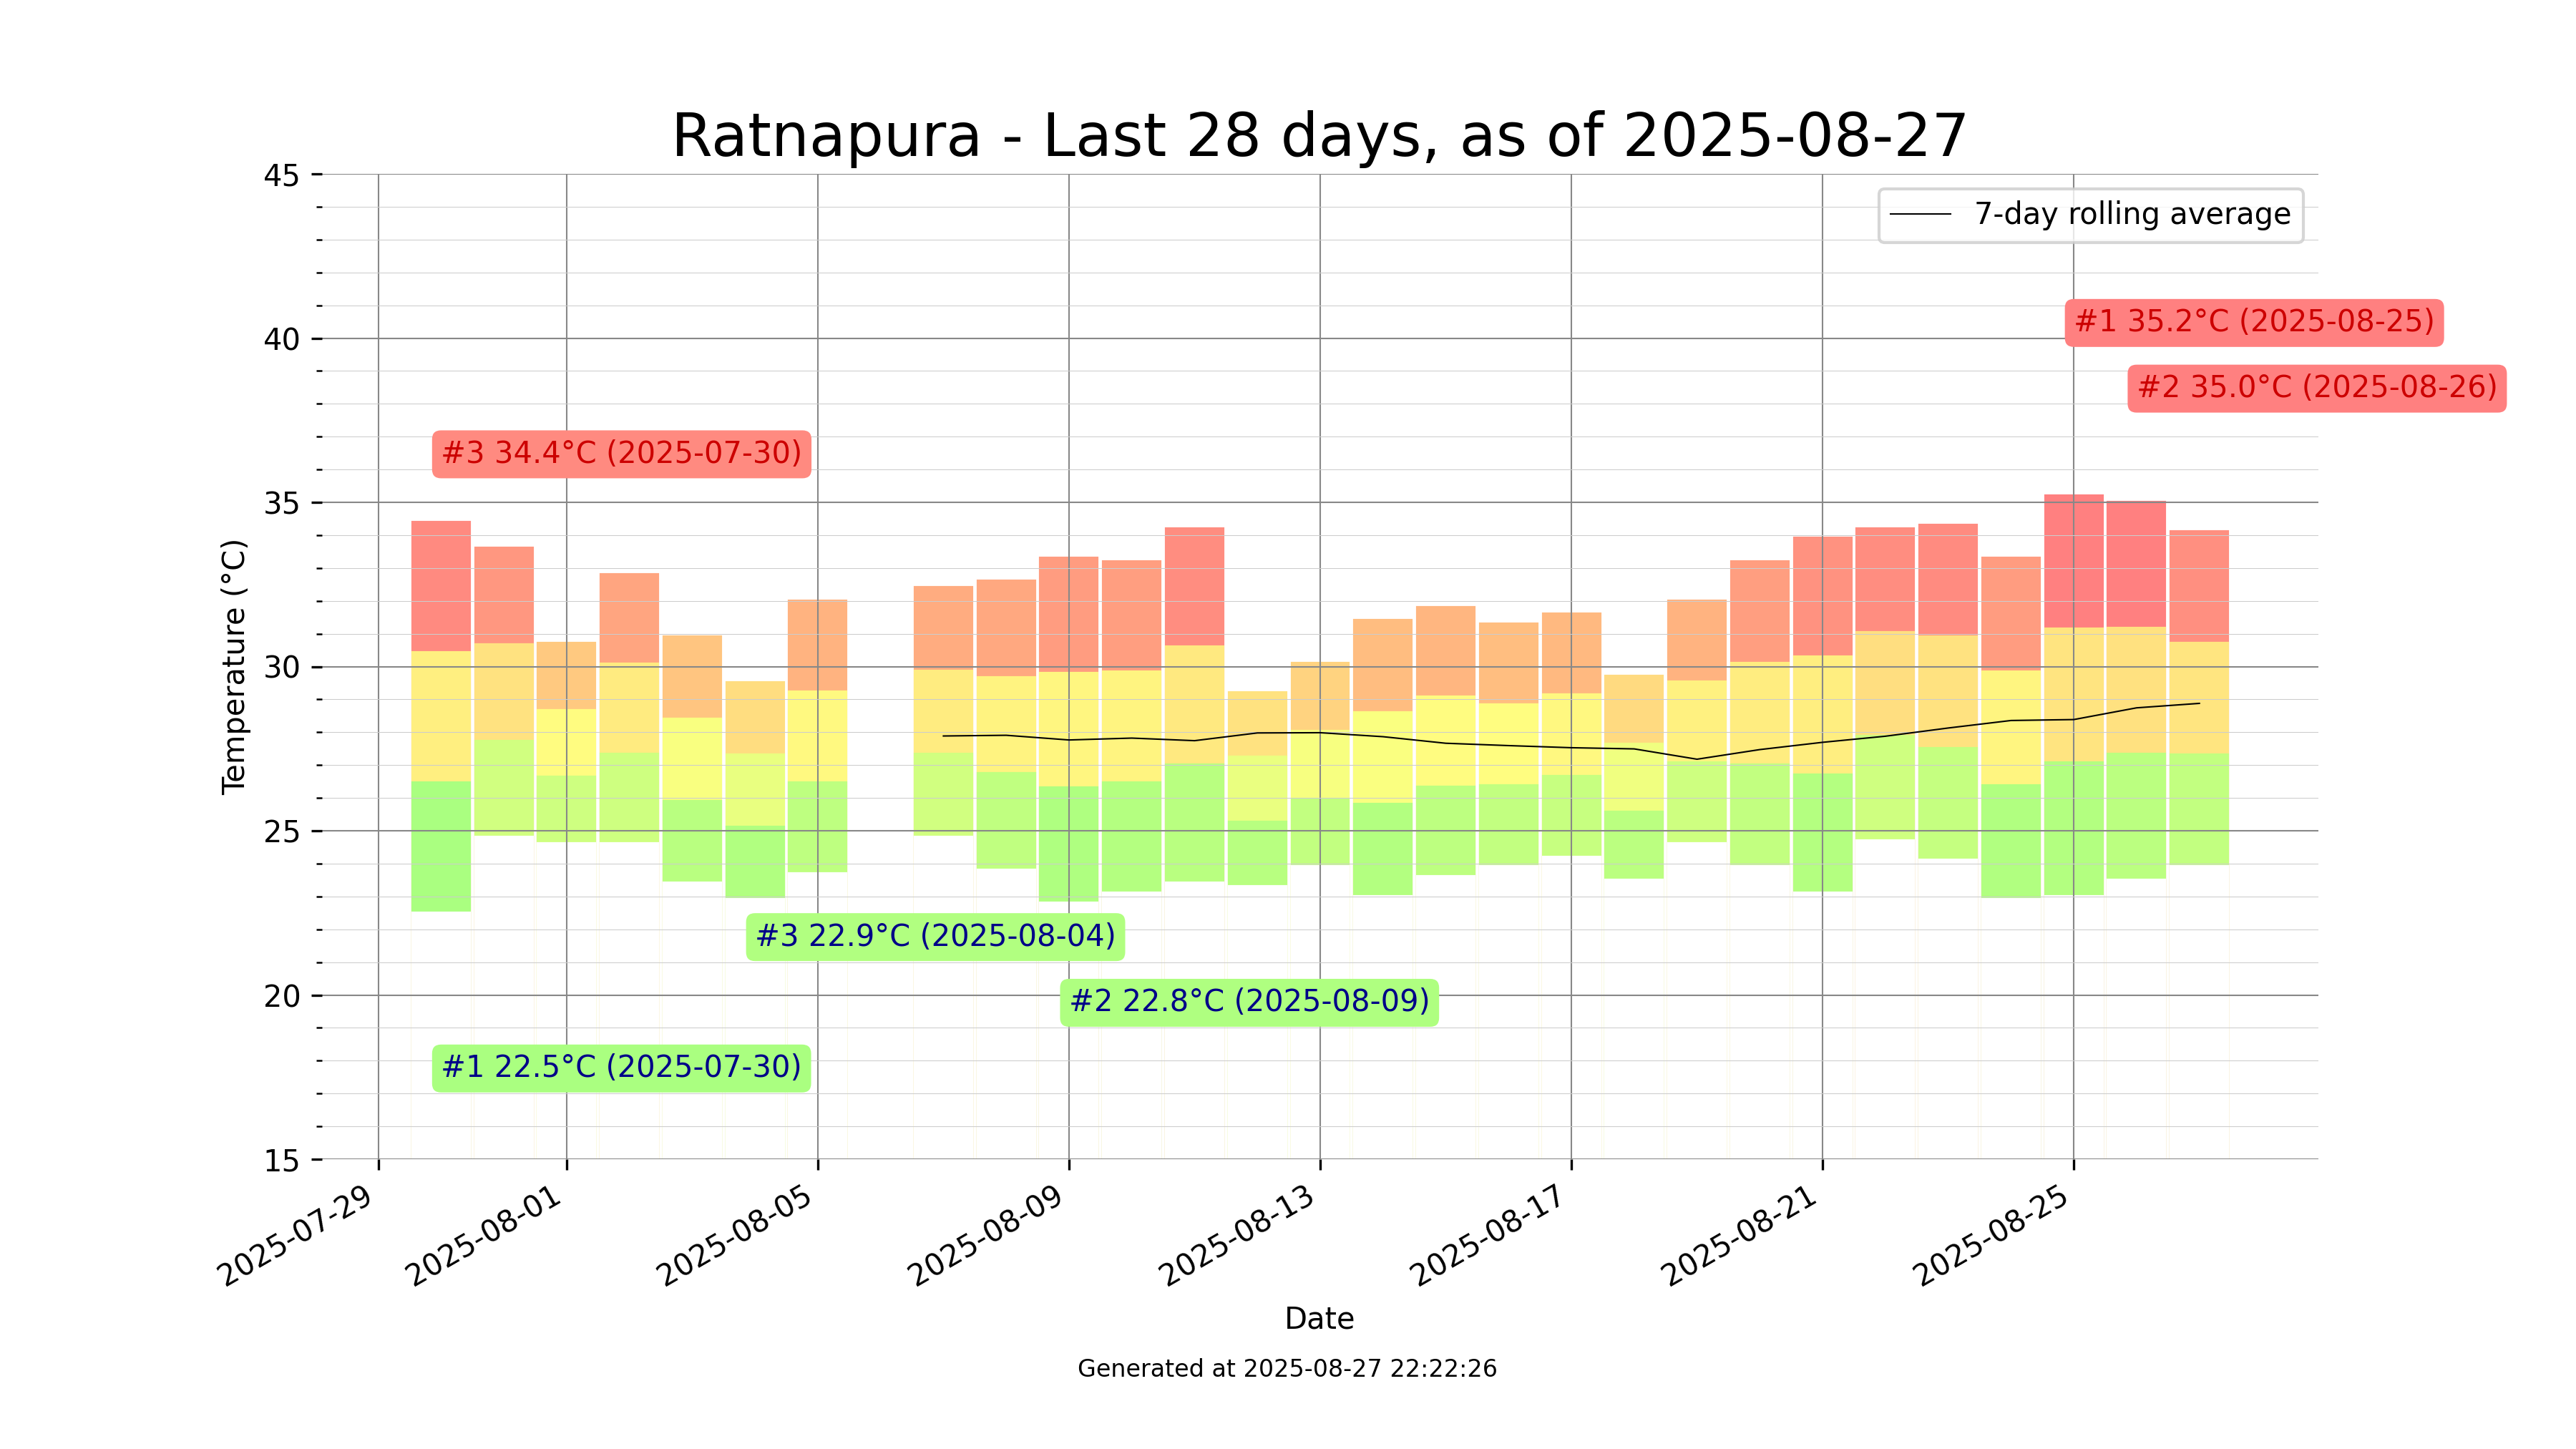 Ratnapura - Last 28 days, as of 2025-08-27
45
40
35
30
25
20
15
Temperature (°C)
7-day rolling average
#1 35.2°C (2025-08-25)
#2 35.0°C (2025-08-26)
#3 34.4°C (2025-07-30)
#3 22.9°C (2025-08-04)
#2 22.8°C (2025-08-09)
#1 22.5°C (2025-07-30)
2025-07-29
2025-08-01
2025-08-05
2025-08-09
2025-08-13
2025-08-17
2025-08-21
2025-08-25
Date
Generated at 2025-08-27 22:22:26